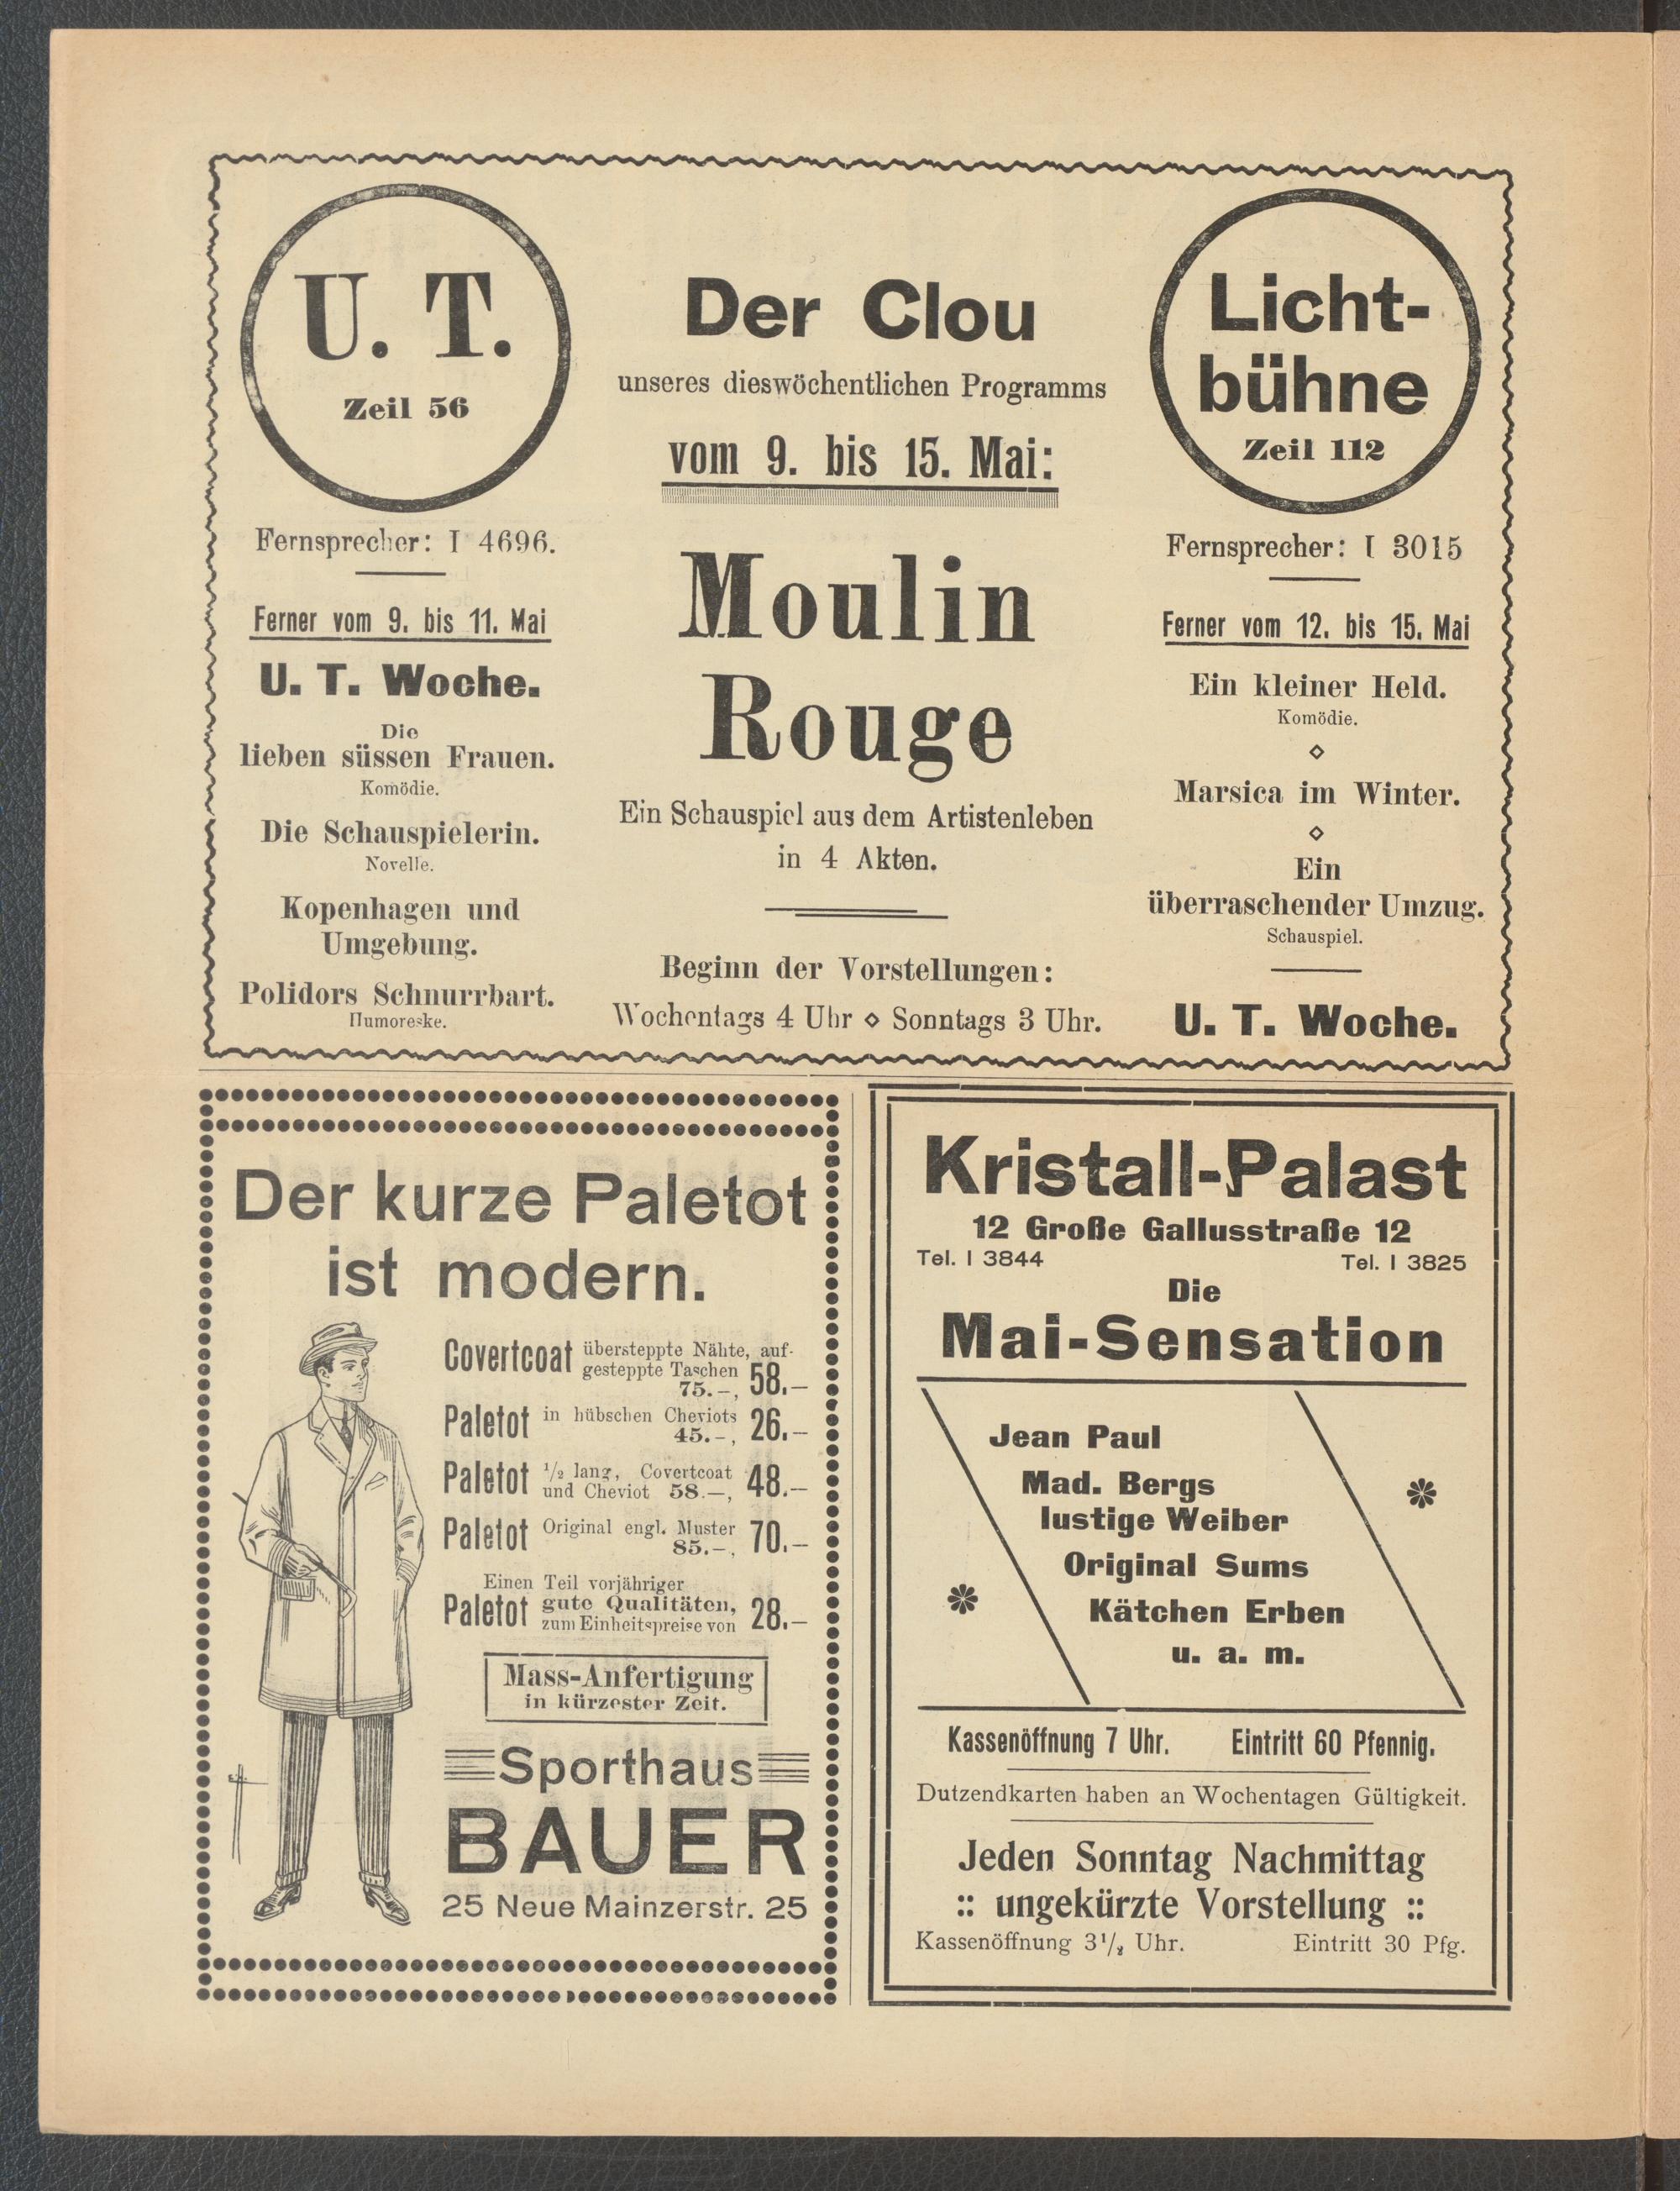 U. T.
Zeil 56
Fernsprecher: I 4696.
Ferner vom 9. bis 11. Mai
U. T. Woche.
Die
lieben süssen Frauen.
Komödie.
Die Schauspielerin.
Novelle.
Kopenhagen und
Umgebung.
Polidors Schnurrbart.
Humoreske.
Der Clou
unseres dieswöchentlichen Programms
vom 9. bis 15. Mai:
Moulin
Rouge
Ein Schauspiel aus dem Artistenleben
in 4 Akten.
Beginn der Vorstellungen:
Wochentags 4 Uhr ⋄ Sonntags 3 Uhr.
Licht-
bühne
Zeil 112
Fernsprecher: I 3015
Ferner vom 12. bis 15. Mai
Ein kleiner Held.
Komödie.
Marsica im Winter.
Ein
überraschender Umzug.
Schauspiel.
U. T. Woche.
Der kurze Paletot
ist modern.
Covertcoat übersteppte Nähte, auf-
gesteppte Taschen
75.–, 58.–
Paletot in hübschen Cheviots
45.–, 26.–
Paletot 1/2 lang, Covertcoat
und Cheviot 58.–, 48.–
Paletot Original engl. Muster
85.–, 70.–
Einen Teil vorjähriger
Paletot gute Qualitäten,
zum Einheitspreise von 28.–
Mass-Anfertigung
in kürzester Zeit.
Sporthaus
BAUER
25 Neue Mainzerstr. 25
Kristall-Palast
12 Große Gallusstraße 12
Tel. I 3844 Tel. I 3825
Die
Mai-Sensation
Jean Paul
Mad. Bergs
lustige Weiber
Original Sums
Kätchen Erben
u. a. m.
Kassenöffnung 7 Uhr. Eintritt 60 Pfennig.
Dutzendkarten haben an Wochentagen Gültigkeit.
Jeden Sonntag Nachmittag
:: ungekürzte Vorstellung ::
Kassenöffnung 3 1/2 Uhr. Eintritt 30 Pfg.